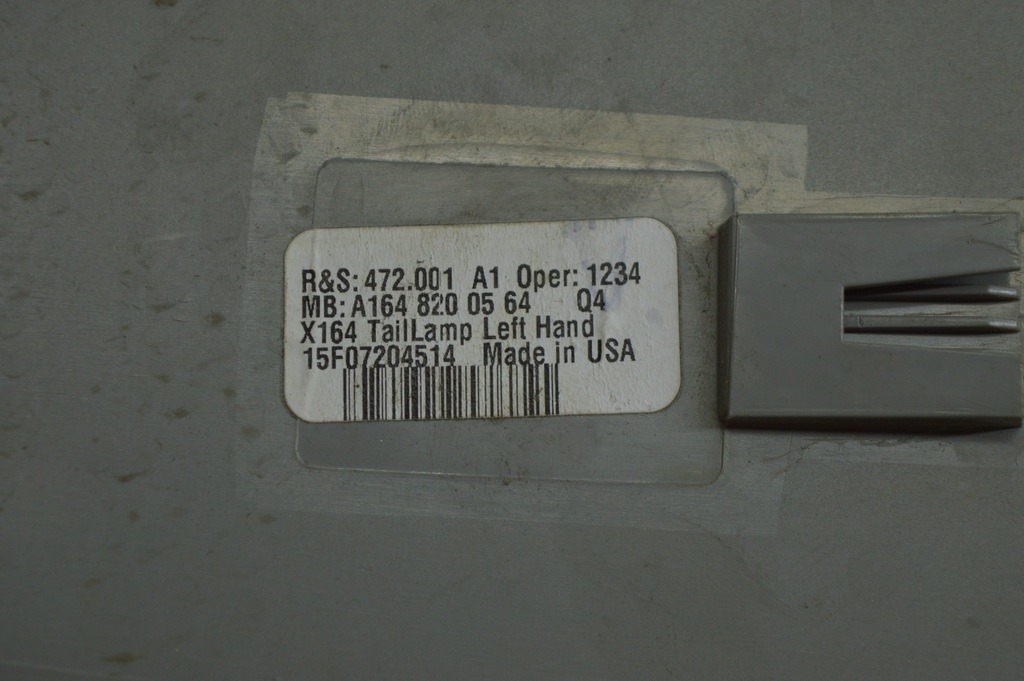 R&S: 472.001 A1 Oper: 1234
MB: A164 820 05 64 Q4
X164 TailLamp Left Hand
15F07204514 Made in USA